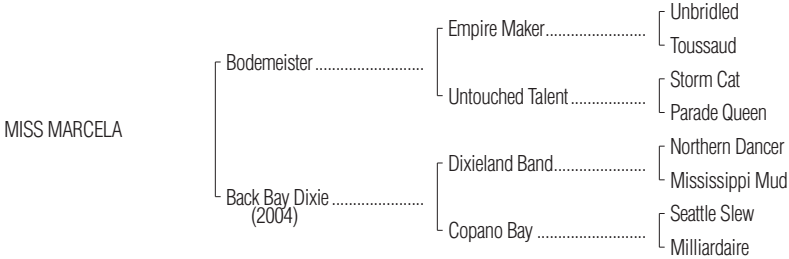 Unbridled
Empire Maker.........................
Toussaud
Bodemeister ..........................
Storm Cat
Untouched Talent ...................
Parade Queen
MISS MARCELA
Northern Dancer
Dixieland Band.......................
Mississippi Mud
Back Bay Dixie ......................
(2004)
Seattle Slew
Copano Bay ..........................
Milliardaire